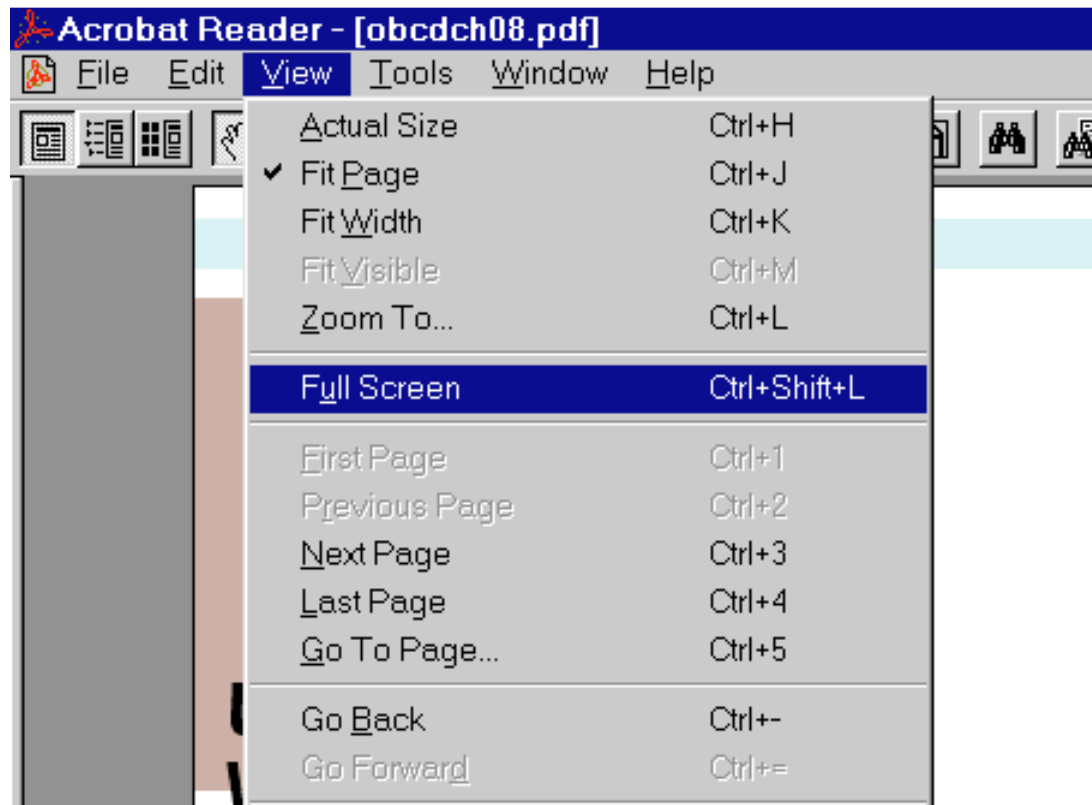 Acrobat Reader - [obcdch08.pdf]
File Edit View Tools Window Help
Actual Size Ctrl+H
Fit Page Ctrl+J
Fit Width Ctrl+K
Fit Visible Ctrl+M
Zoom To... Ctrl+L
Full Screen Ctrl+Shift+L
First Page Ctrl+1
Previous Page Ctrl+2
Next Page Ctrl+3
Last Page Ctrl+4
Go To Page... Ctrl+5
Go Back Ctrl+-
Go Forward Ctrl+=